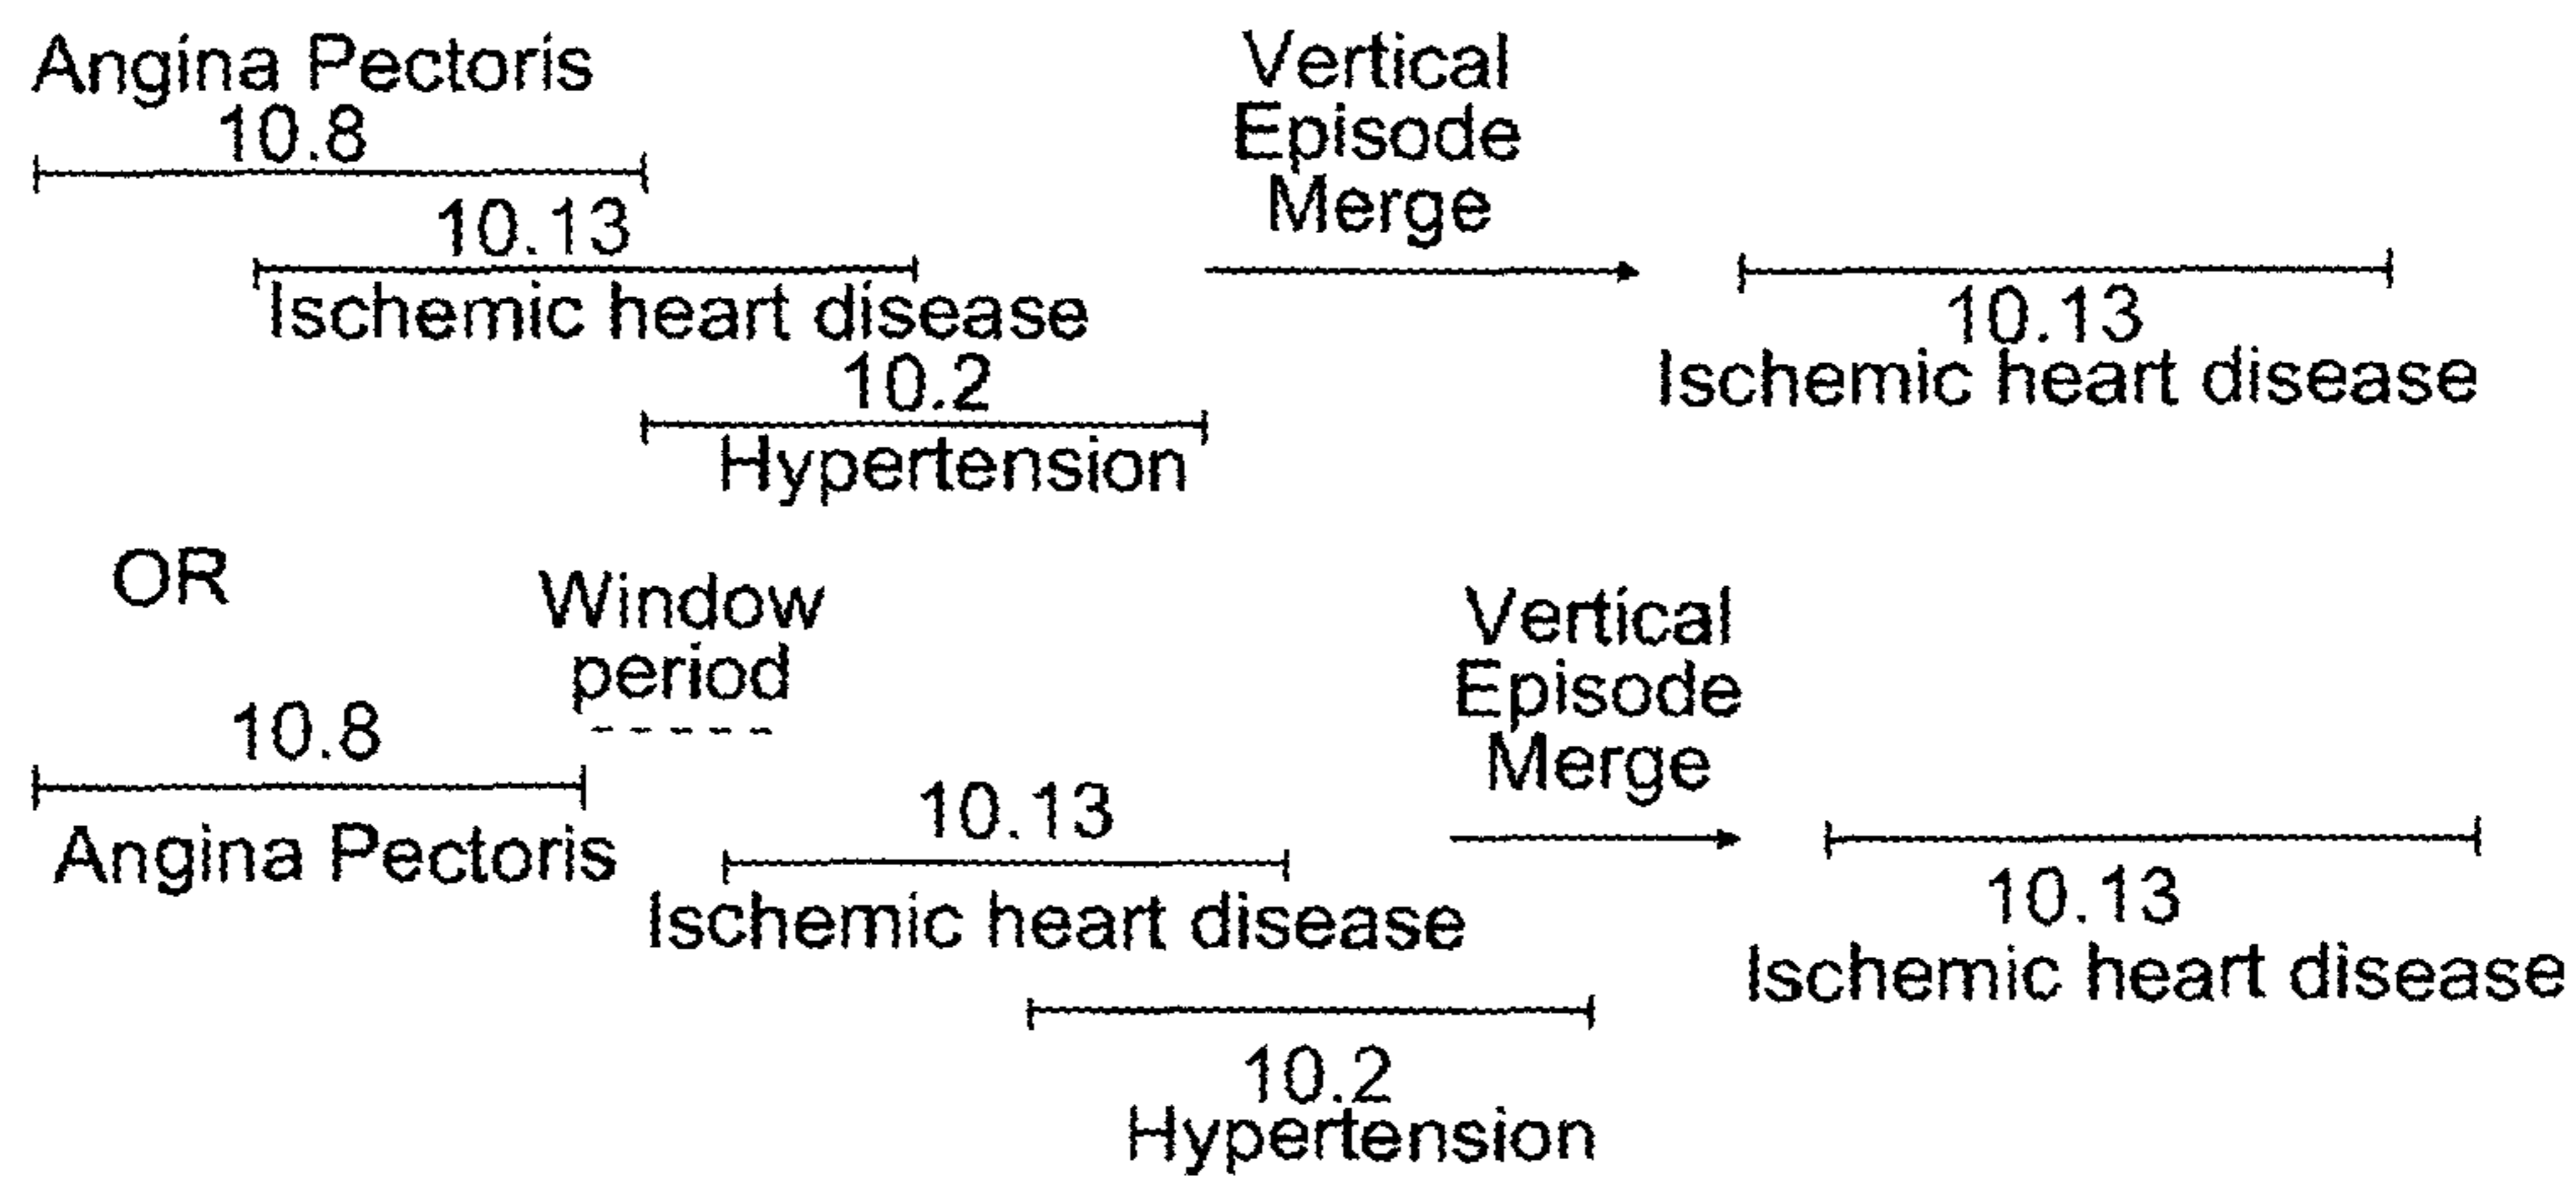 Angina Pectoris
10.8
10.13
Ischemic heart disease
10.2
Hypertension
Vertical
Episode
Merge
10.13
Ischemic heart disease
OR
Window
period
10.8
Angina Pectoris
10.13
Ischemic heart disease
10.2
Hypertension
Vertical
Episode
Merge
10.13
Ischemic heart disease